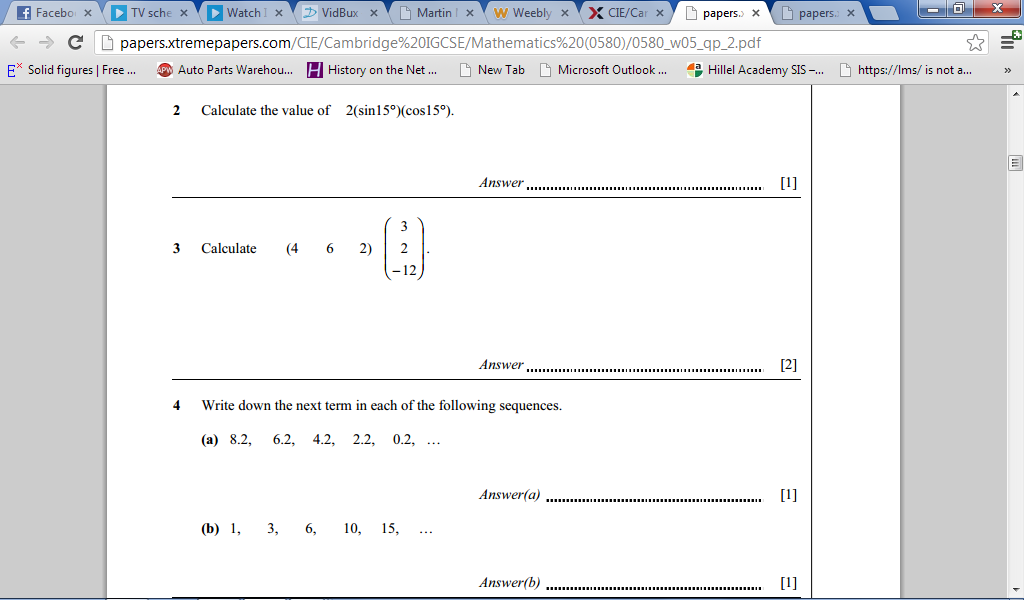 Facebo
TV sche
Watch
VidBux
Martin
Weebly
CIE/Car
papers.
papers.
papers.xtremepapers.com/CIE/Cambridge%20IGCSE/Mathematics%20(0580)/0580_w05_qp_2.pdf
Solid figures | Free ...
APW Auto Parts Warehou...
H History on the Net ...
New Tab
Microsoft Outlook ...
Hillel Academy SIS –...
https://lms/ is not a...
»
2 Calculate the value of 2(sin15°)(cos15°).
Answer ........................................................ [1]
3 Calculate (4 6 2)
3
2
−12
.
Answer ........................................................ [2]
4 Write down the next term in each of the following sequences.
(a) 8.2, 6.2, 4.2, 2.2, 0.2, …
Answer(a) ................................................... [1]
(b) 1, 3, 6, 10, 15, …
Answer(b) ................................................... [1]